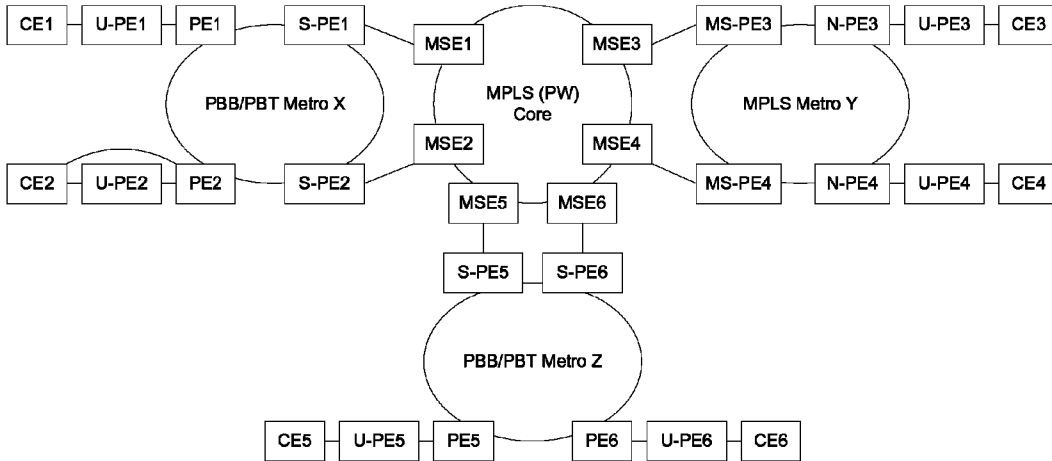 CE1 U-PE1 PE1 S-PE1 MSE1 MSE3 MS-PE3 N-PE3 U-PE3 CE3
PBB/PBT Metro X
MPLS (PW)
Core
MPLS Metro Y
CE2 U-PE2 PE2 S-PE2 MSE2 MSE4 MS-PE4 N-PE4 U-PE4 CE4
MSE5 MSE6
S-PE5 S-PE6
PBB/PBT Metro Z
CE5 U-PE5 PE5 PE6 U-PE6 CE6